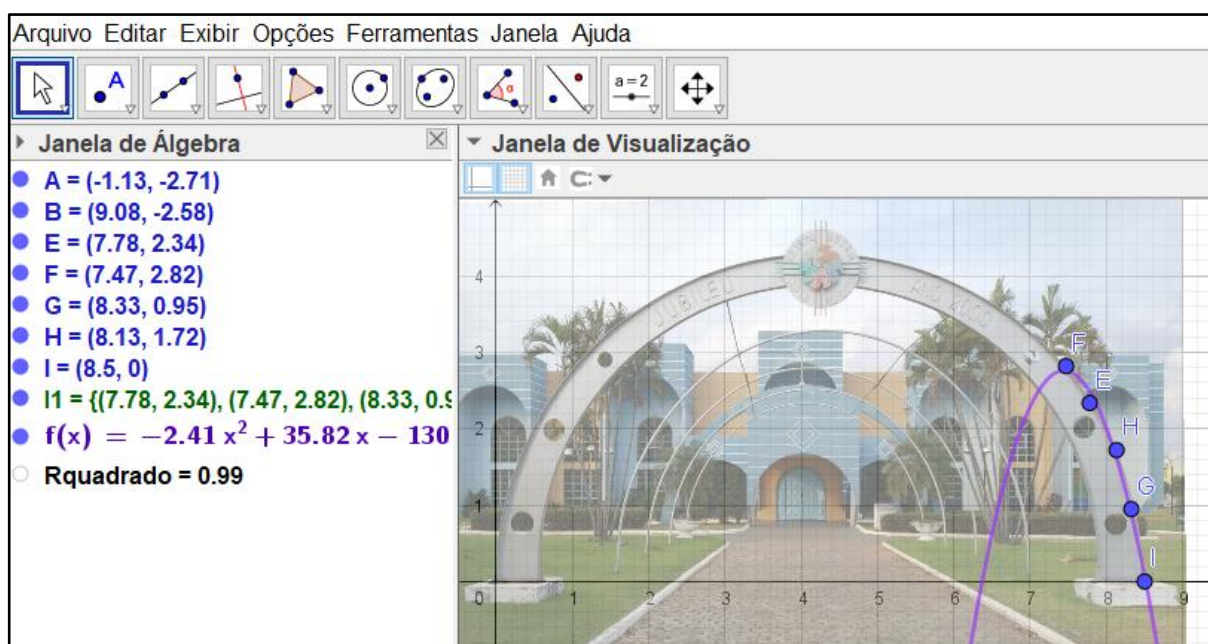 Arquivo Editar Exibir Opções Ferramentas Janela Ajuda
A
α
a=2
Janela de Álgebra
Janela de Visualização
A = (-1.13, -2.71)
B = (9.08, -2.58)
E = (7.78, 2.34)
F = (7.47, 2.82)
G = (8.33, 0.95)
H = (8.13, 1.72)
I = (8.5, 0)
l1 = {(7.78, 2.34), (7.47, 2.82), (8.33, 0.9
f(x) = −2.41 x² + 35.82 x − 130
Rquadrado = 0.99
JUBILEU
4
3
2
1
F
E
H
G
I
0 1 2 3 4 5 6 7 8 9